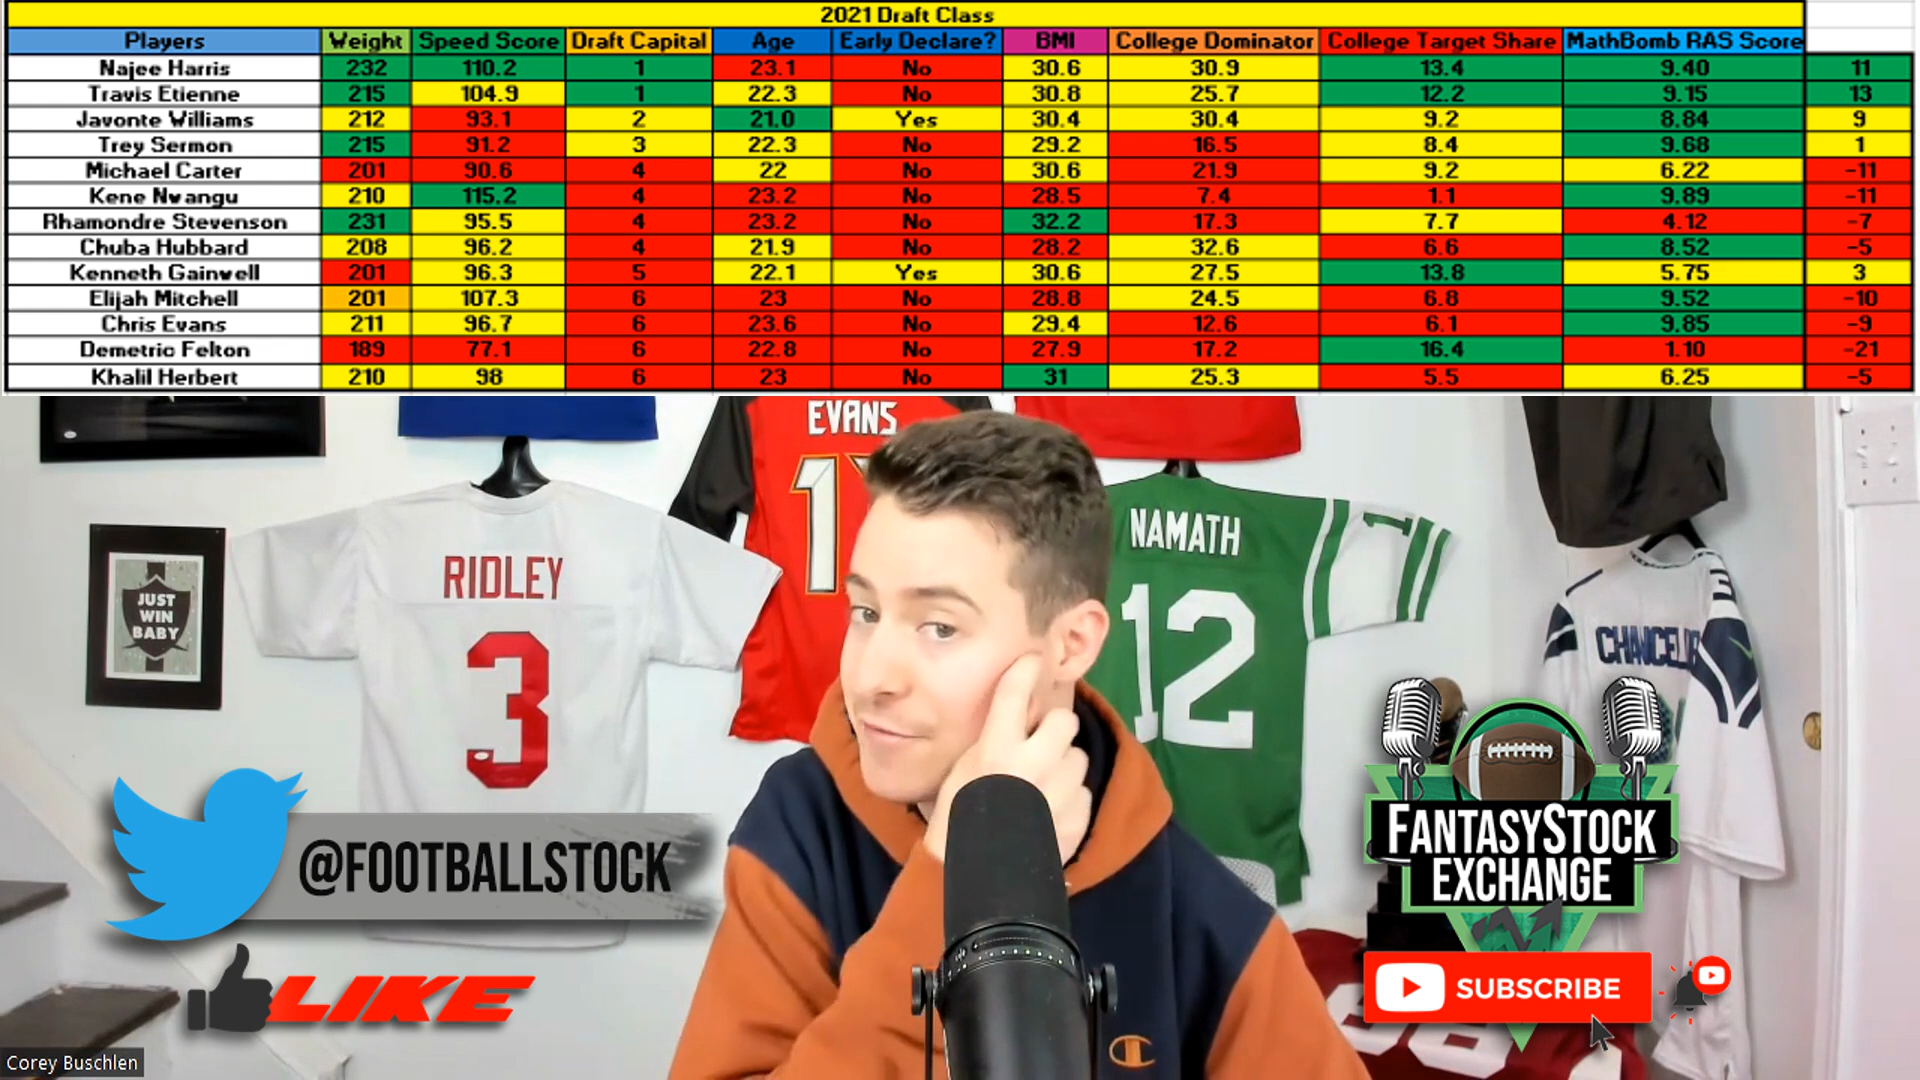 2021 Draft Class
Players Weight Speed Score Draft Capital Age Early Declare? BMI College Dominator College Target Share MathBomb RAS Score
Najee Harris 232 110.2 1 23.1 No 30.6 30.9 13.4 9.40 11
Travis Etienne 215 104.9 1 22.3 No 30.8 25.7 12.2 9.15 13
Javonte Williams 212 93.1 2 21.0 Yes 30.4 30.4 9.2 8.84 9
Trey Sermon 215 91.2 3 22.3 No 29.2 16.5 8.4 9.68 1
Michael Carter 201 90.6 4 22 No 30.6 21.9 9.2 6.22 -11
Kene Nwangu 210 115.2 4 23.2 No 28.5 7.4 1.1 9.89 -11
Rhamondre Stevenson 231 95.5 4 23.2 No 32.2 17.3 7.7 4.12 -7
Chuba Hubbard 208 96.2 4 21.9 No 28.2 32.6 6.6 8.52 -5
Kenneth Gainwell 201 96.3 5 22.1 Yes 30.6 27.5 13.8 5.75 3
Elijah Mitchell 201 107.3 6 23 No 28.8 24.5 6.8 9.52 -10
Chris Evans 211 96.7 6 23.6 No 29.4 12.6 6.1 9.85 -9
Demetric Felton 189 77.1 6 22.8 No 27.9 17.2 16.4 1.10 -21
Khalil Herbert 210 98 6 23 No 31 25.3 5.5 6.25 -5
EVANS
1
NAMATH
12
1
RIDLEY
3
JUST
WIN
BABY
@FOOTBALLSTOCK
LIKE
FANTASYSTOCK
EXCHANGE
SUBSCRIBE
Corey Buschlen